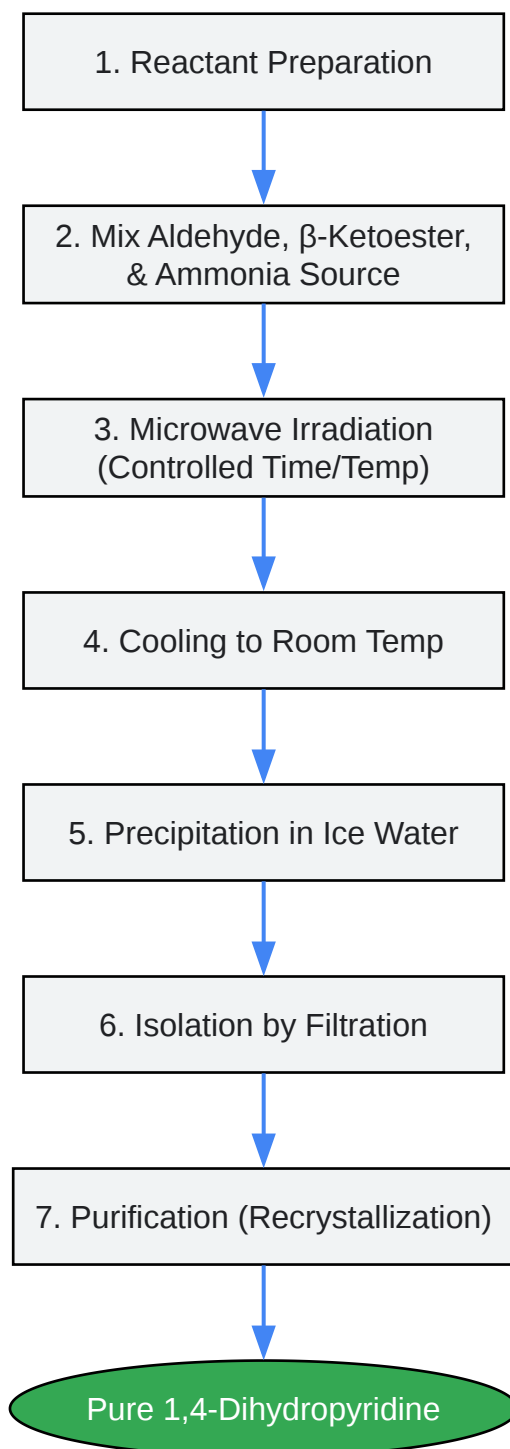 1. Reactant Preparation
2. Mix Aldehyde, β-Ketoester,
& Ammonia Source
3. Microwave Irradiation
(Controlled Time/Temp)
4. Cooling to Room Temp
5. Precipitation in Ice Water
6. Isolation by Filtration
7. Purification (Recrystallization)
Pure 1,4-Dihydropyridine